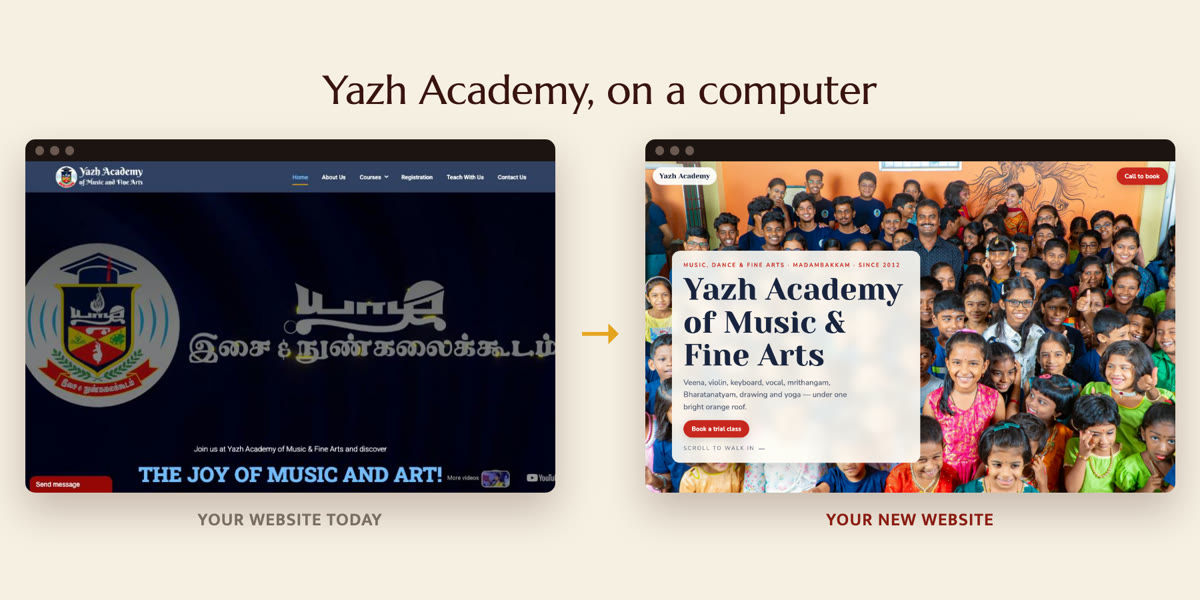 Yazh Academy, on a computer
Yazh Academy
of Music and Fine Arts
Home About Us Courses Registration Teach With Us Contact Us
யாழ்
இசை & நுண்கலைக்கூடம்
யாழ்
இசை & நுண்கலைக்கூடம்
Join us at Yazh Academy of Music & Fine Arts and discover
THE JOY OF MUSIC AND ART!
More videos
Send message
YOUR WEBSITE TODAY
Yazh Academy
Call to book
MUSIC, DANCE & FINE ARTS · MADAMBAKKAM · SINCE 2012
Yazh Academy
of Music &
Fine Arts
Veena, violin, keyboard, vocal, mrithangam,
Bharatanatyam, drawing and yoga — under one
bright orange roof.
Book a trial class
SCROLL TO WALK IN —
YOUR NEW WEBSITE